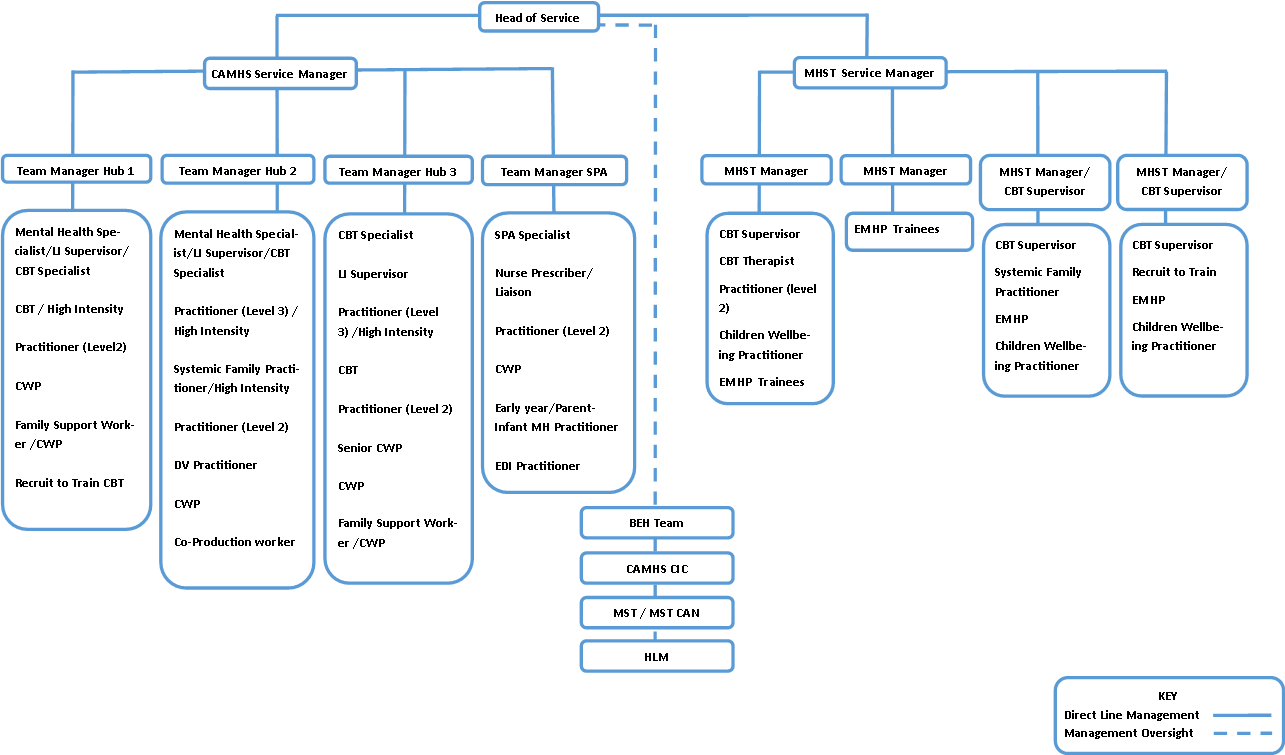 Head of Service
CAMHS Service Manager
MHST Service Manager
Team Manager Hub 1
Team Manager Hub 2
Team Manager Hub 3
Team Manager SPA
MHST Manager
MHST Manager
MHST Manager/
CBT Supervisor
MHST Manager/
CBT Supervisor
Mental Health Spe-
cialist/LI Supervisor/
CBT Specialist
CBT / High Intensity
Practitioner (Level2)
CWP
Family Support Work-
er /CWP
Recruit to Train CBT
Mental Health Special-
ist/LI Supervisor/CBT
Specialist
Practitioner (Level 3) /
High Intensity
Systemic Family Practi-
tioner/High Intensity
Practitioner (Level 2)
DV Practitioner
CWP
Co-Production worker
CBT Specialist
LI Supervisor
Practitioner (Level
3) /High Intensity
CBT
Practitioner (Level 2)
Senior CWP
CWP
Family Support Work-
er /CWP
SPA Specialist
Nurse Prescriber/
Liaison
Practitioner (Level 2)
CWP
Early year/Parent-
Infant MH Practitioner
EDI Practitioner
CBT Supervisor
CBT Therapist
Practitioner (level
2)
Children Wellbe-
ing Practitioner
EMHP Trainees
EMHP Trainees
CBT Supervisor
Systemic Family
Practitioner
EMHP
Children Wellbe-
ing Practitioner
CBT Supervisor
Recruit to Train
EMHP
Children Wellbe-
ing Practitioner
BEH Team
CAMHS CIC
MST / MST CAN
HLM
KEY
Direct Line Management
Management Oversight